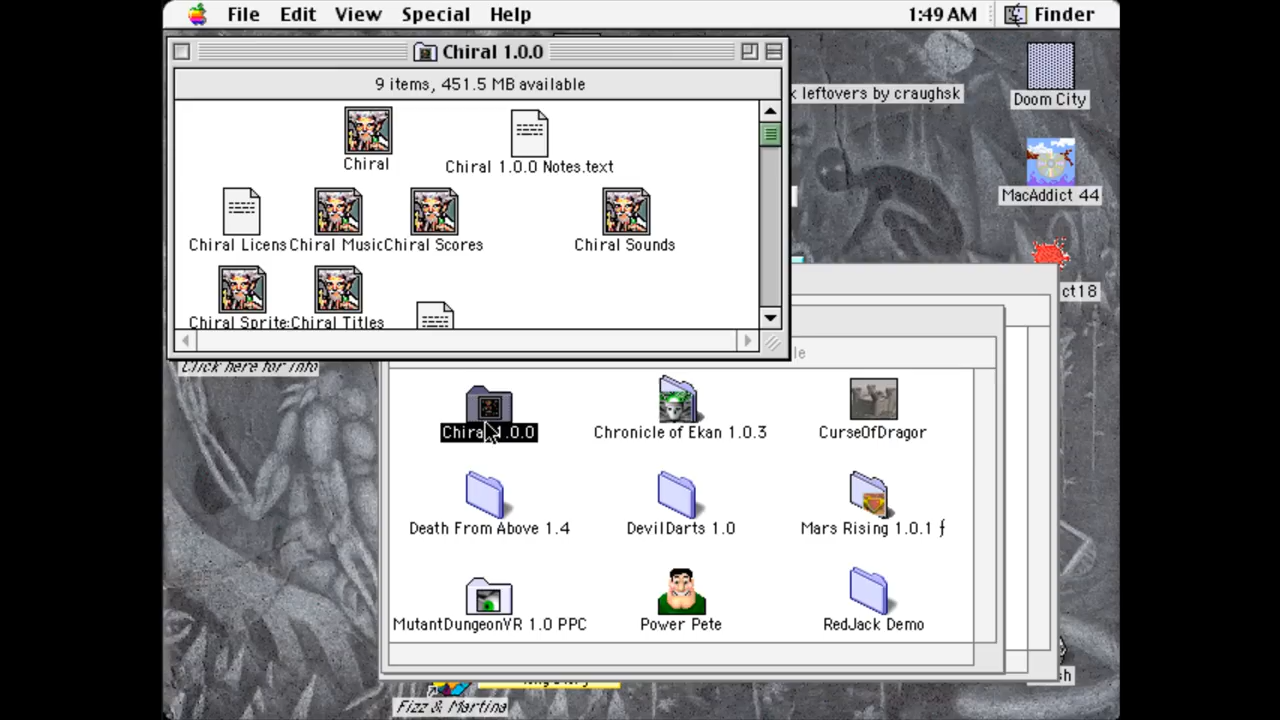 File Edit View Special Help 1:49 AM Finder
Chiral 1.0.0
9 items, 451.5 MB available
Chiral
Chiral 1.0.0 Notes.text
Chiral Licens
Chiral Music
Chiral Scores
Chiral Sounds
Chiral Sprite
Chiral Titles
leftovers by craughsk
Doom City
MacAddict 44
ct18
Click here for info
Chiral 1.0.0
Chronicle of Ekan 1.0.3
CurseOfDragor
Death From Above 1.4
DevilDarts 1.0
Mars Rising 1.0.1 ƒ
MutantDungeonVR 1.0 PPC
Power Pete
RedJack Demo
Fizz & Martina